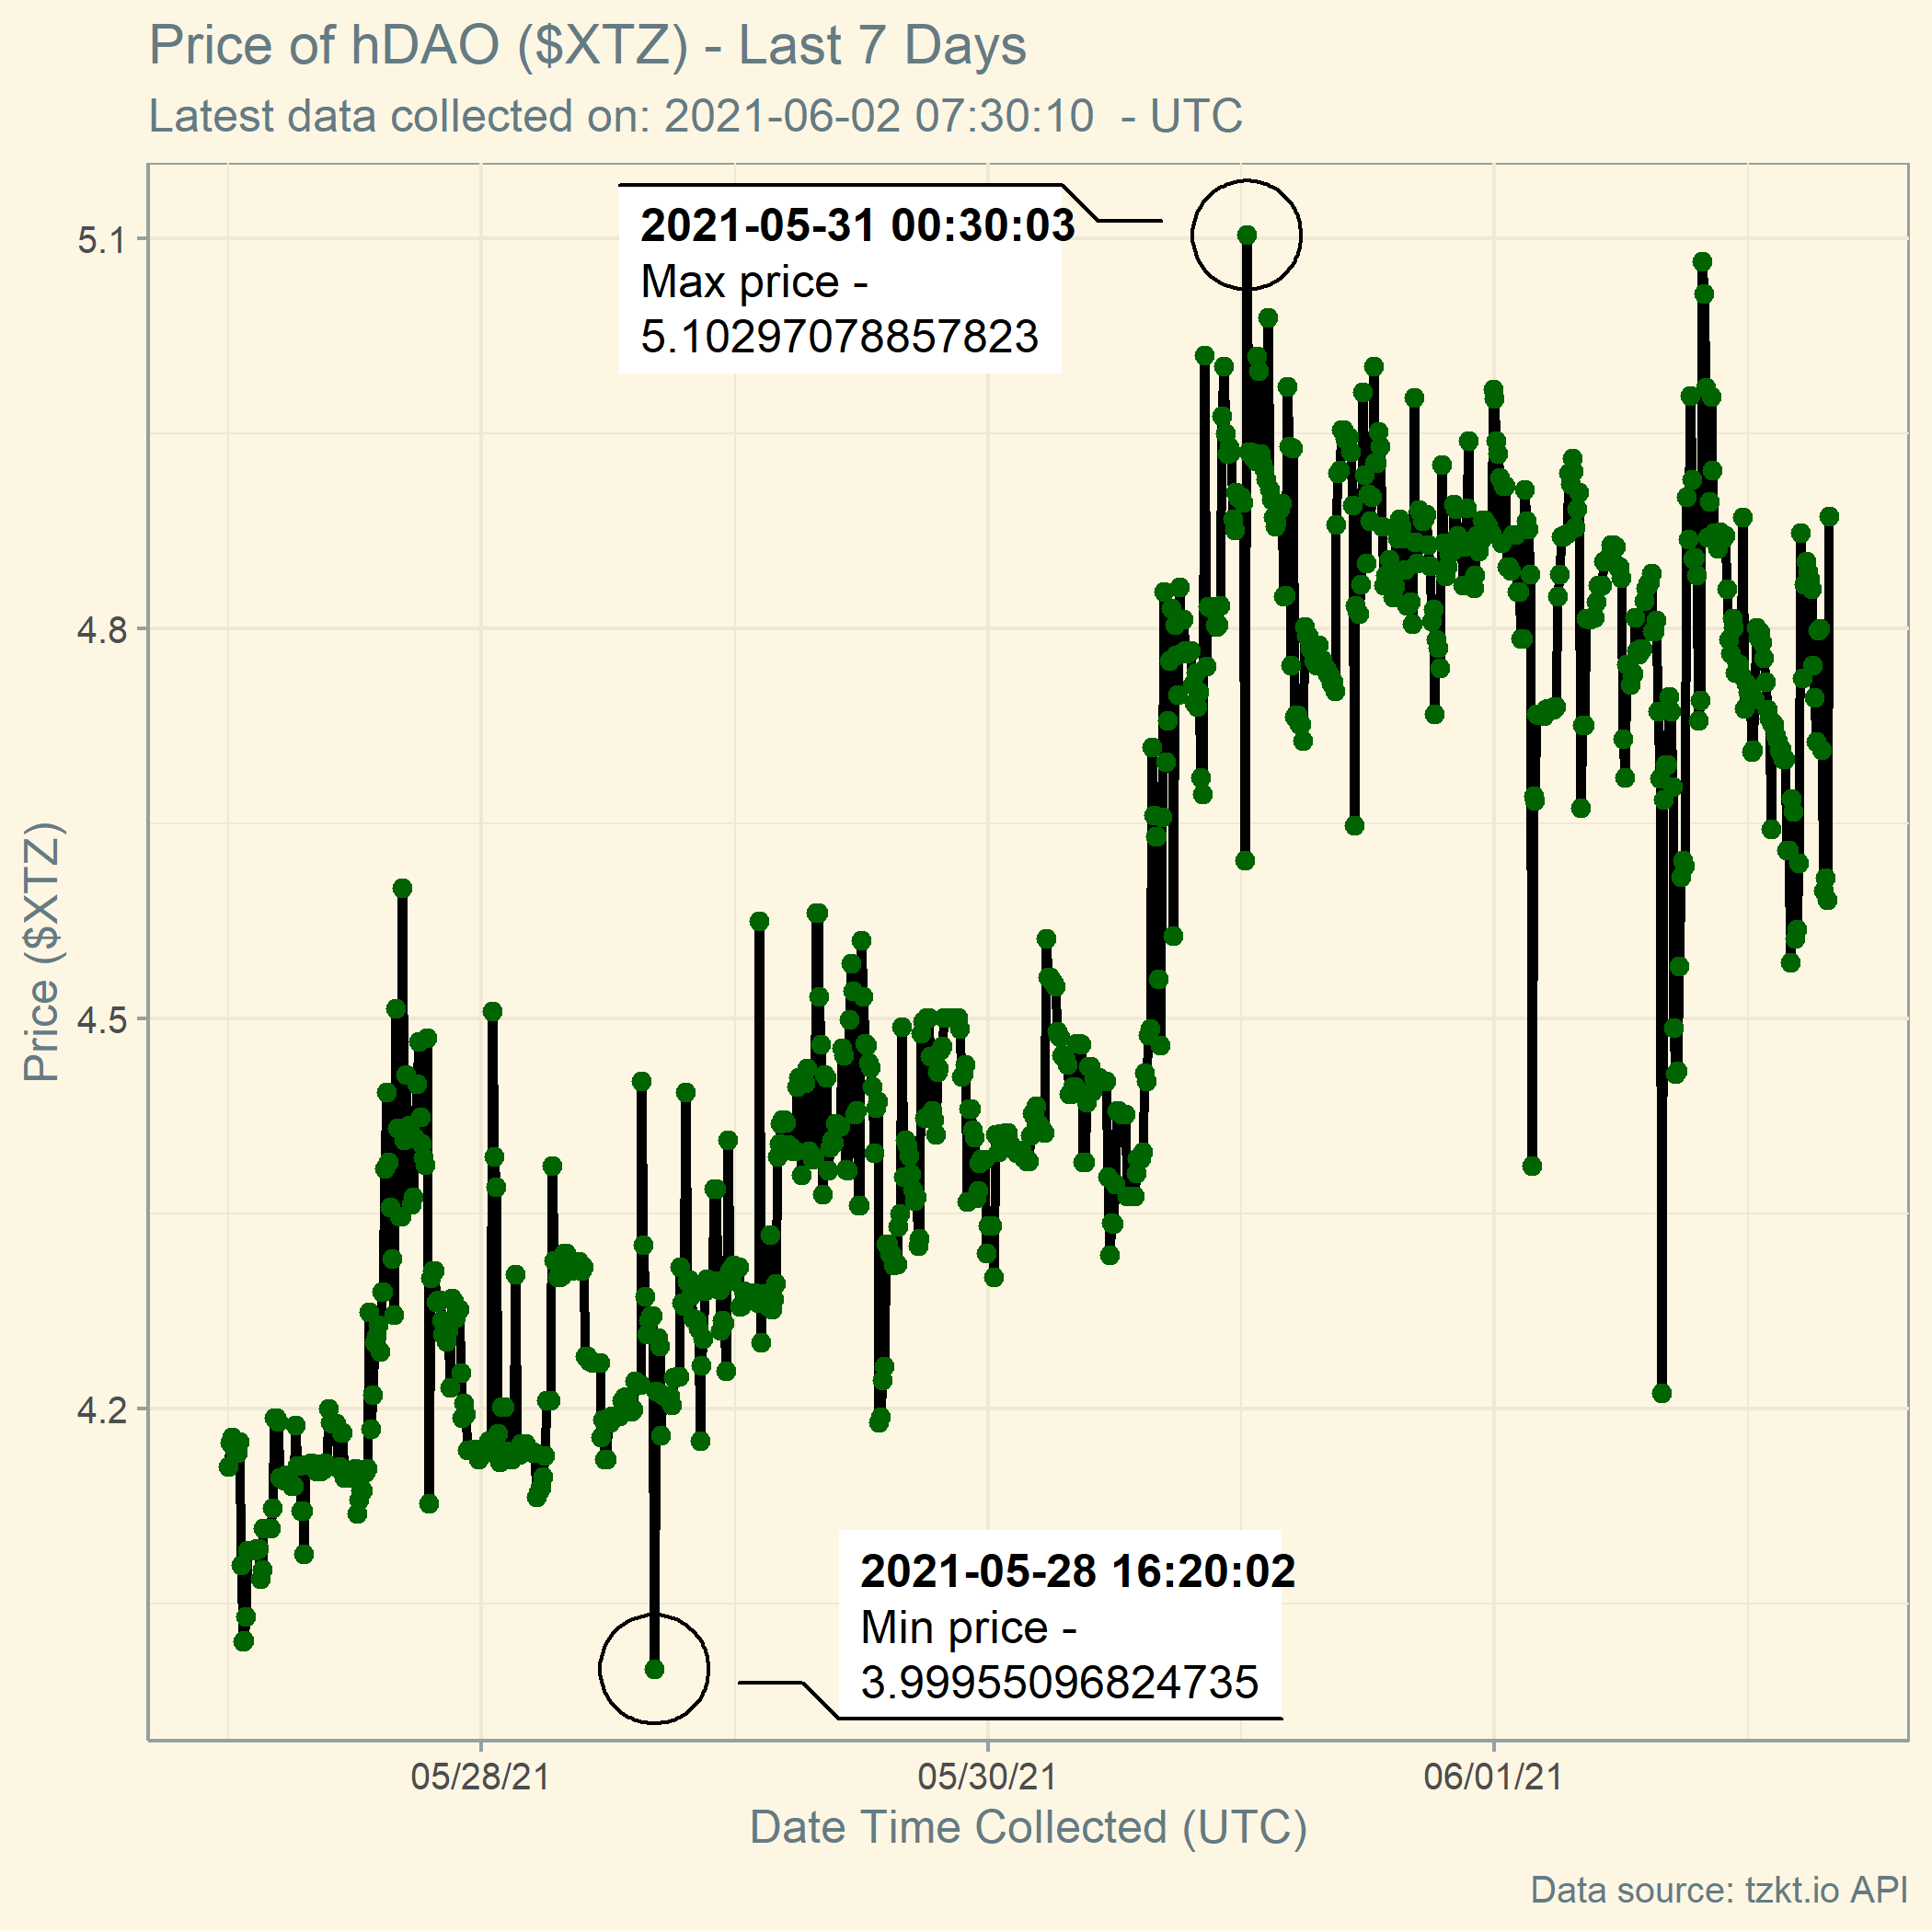 Price of hDAO ($XTZ) - Last 7 Days
Latest data collected on: 2021-06-02 07:30:10  - UTC
2021-05-31 00:30:03
Max price -
5.10297078857823
5.1
4.8
4.5
4.2
Price ($XTZ)
2021-05-28 16:20:02
Min price -
3.99955096824735
05/28/21
05/30/21
06/01/21
Date Time Collected (UTC)
Data source: tzkt.io API